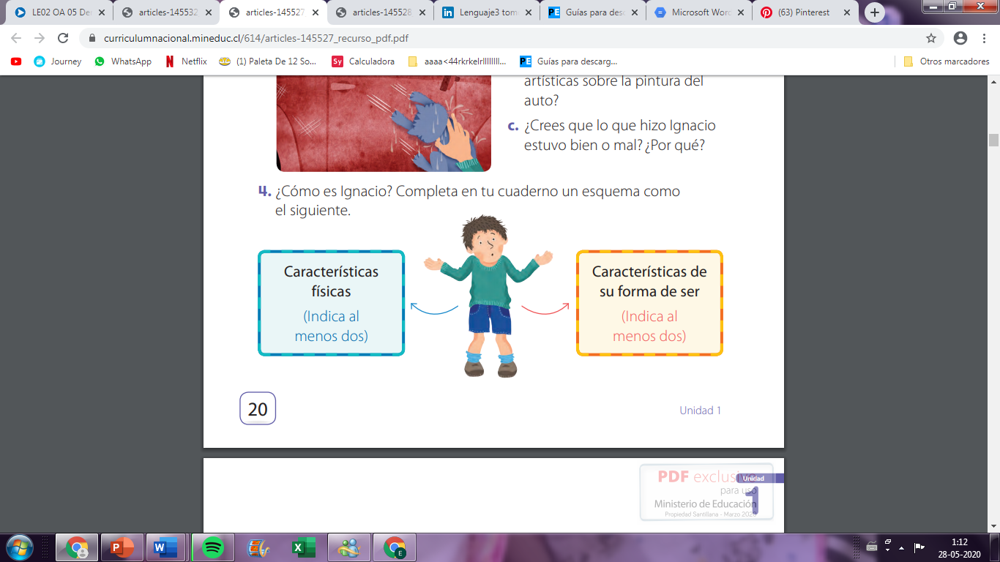 LE02 OA 05 De
articles-145532
articles-145527
articles-145528
Lenguaje3 tom
Guías para des
Microsoft Wor
(63) Pinterest
curriculumnacional.mineduc.cl/614/articles-145527_recurso_pdf.pdf
Journey
WhatsApp
Netflix
(1) Paleta De 12 So...
Calculadora
Guías para descarg...
Otros marcadores
artísticas sobre la pintura del
auto?
c. ¿Crees que lo que hizo Ignacio
estuvo bien o mal? ¿Por qué?
4. ¿Cómo es Ignacio? Completa en tu cuaderno un esquema como
el siguiente.
Características
físicas
(Indica al
menos dos)
Características de
su forma de ser
(Indica al
menos dos)
20
Unidad 1
PDF exclusivo
Unidad
para uso
1
Ministerio de Educación
Propiedad Santillana - Marzo 2020
1:12
28-05-2020